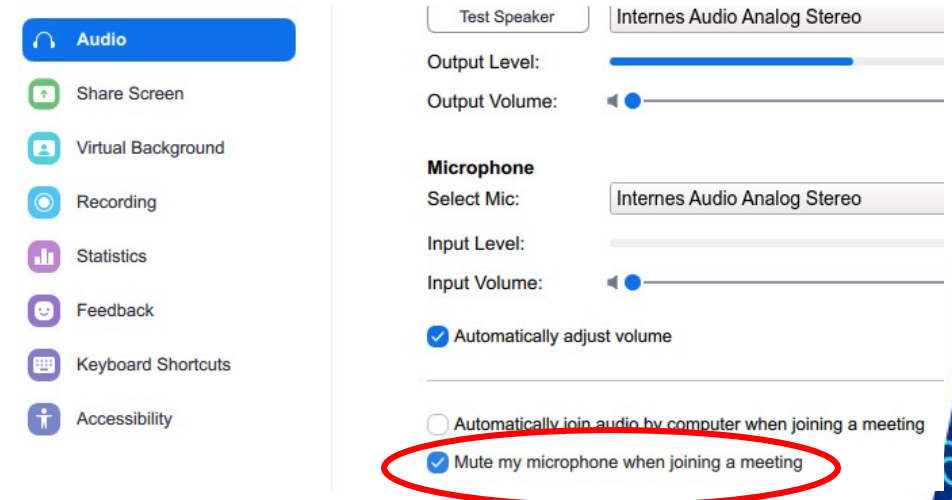 Audio
Share Screen
Virtual Background
Recording
Statistics
Feedback
Keyboard Shortcuts
Accessibility
Test Speaker
Internes Audio Analog Stereo
Output Level:
Output Volume:
Microphone
Select Mic:
Internes Audio Analog Stereo
Input Level:
Input Volume:
Automatically adjust volume
Automatically join audio by computer when joining a meeting
Mute my microphone when joining a meeting